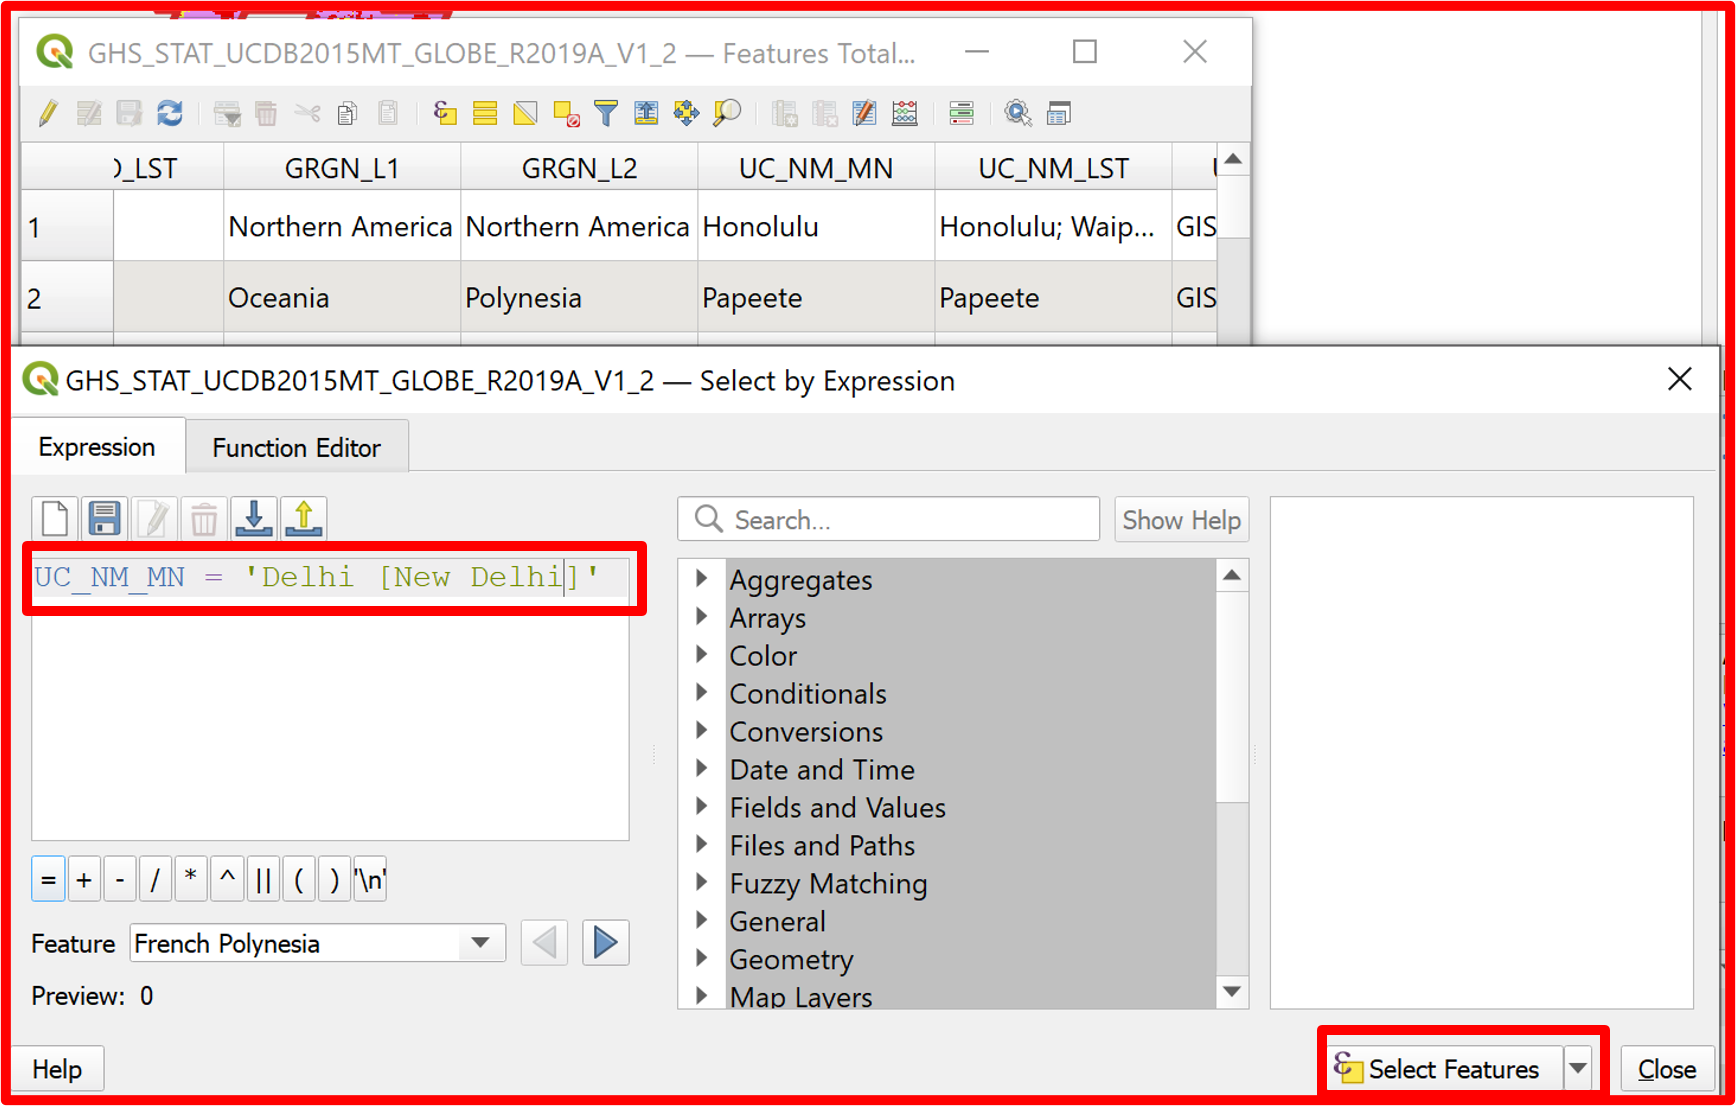 GHS_STAT_UCDB2015MT_GLOBE_R2019A_V1_2 — Features Total...
D_LST GRGN_L1 GRGN_L2 UC_NM_MN UC_NM_LST
1 Northern America Northern America Honolulu Honolulu; Waip... GIS
2 Oceania Polynesia Papeete Papeete GIS
GHS_STAT_UCDB2015MT_GLOBE_R2019A_V1_2 — Select by Expression
Expression Function Editor
Search... Show Help
UC_NM_MN = 'Delhi [New Delhi]'
Aggregates
Arrays
Color
Conditionals
Conversions
Date and Time
Fields and Values
Files and Paths
Fuzzy Matching
General
Geometry
Map Layers
= + - / * ^ || ( ) '\n'
Feature French Polynesia
Preview: 0
Help Select Features Close